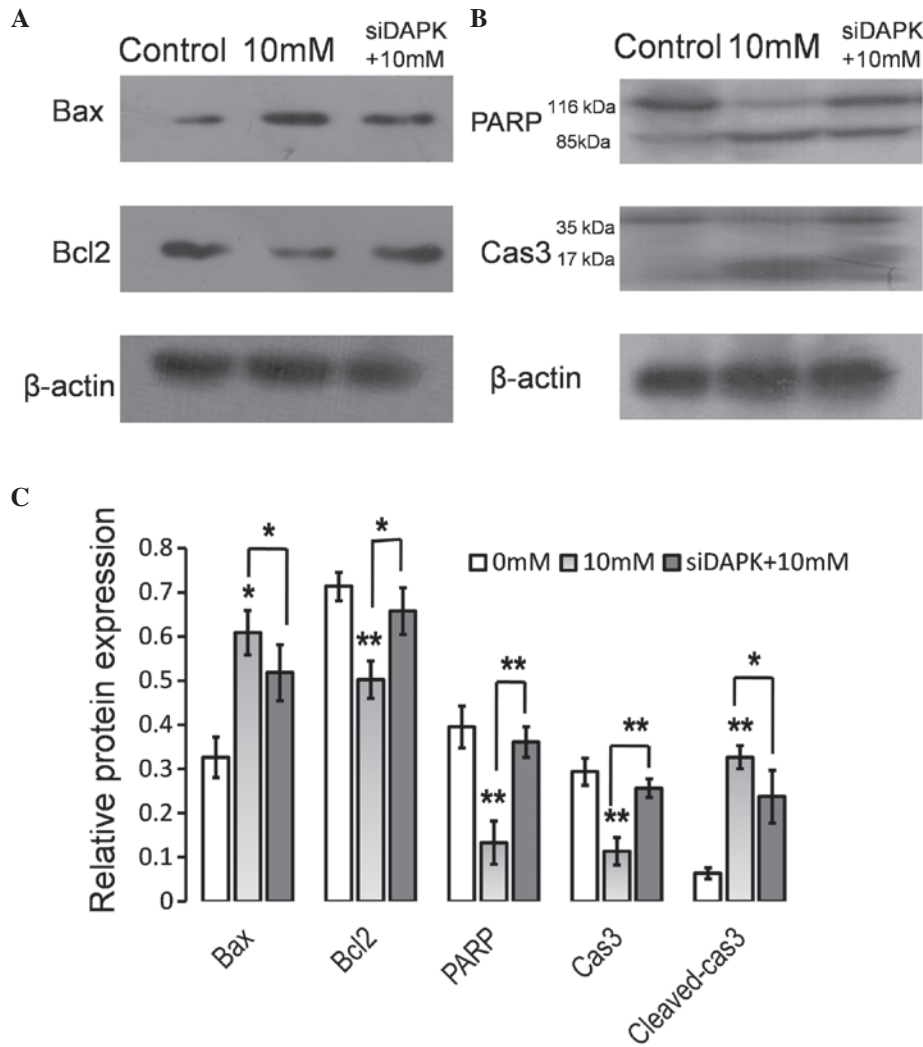 A
Control 10mM siDAPK
+10mM
Bax
Bcl2
β-actin
B
Control 10mM siDAPK
+10mM
PARP 116 kDa
85kDa
Cas3 35 kDa
17 kDa
β-actin
C
Relative protein expression
0.8
0.7
0.6
0.5
0.4
0.3
0.2
0.1
0
0mM 10mM siDAPK+10mM
* *
** *
** **
** **
** *
Bax
Bcl2
PARP
Cas3
Cleaved-cas3